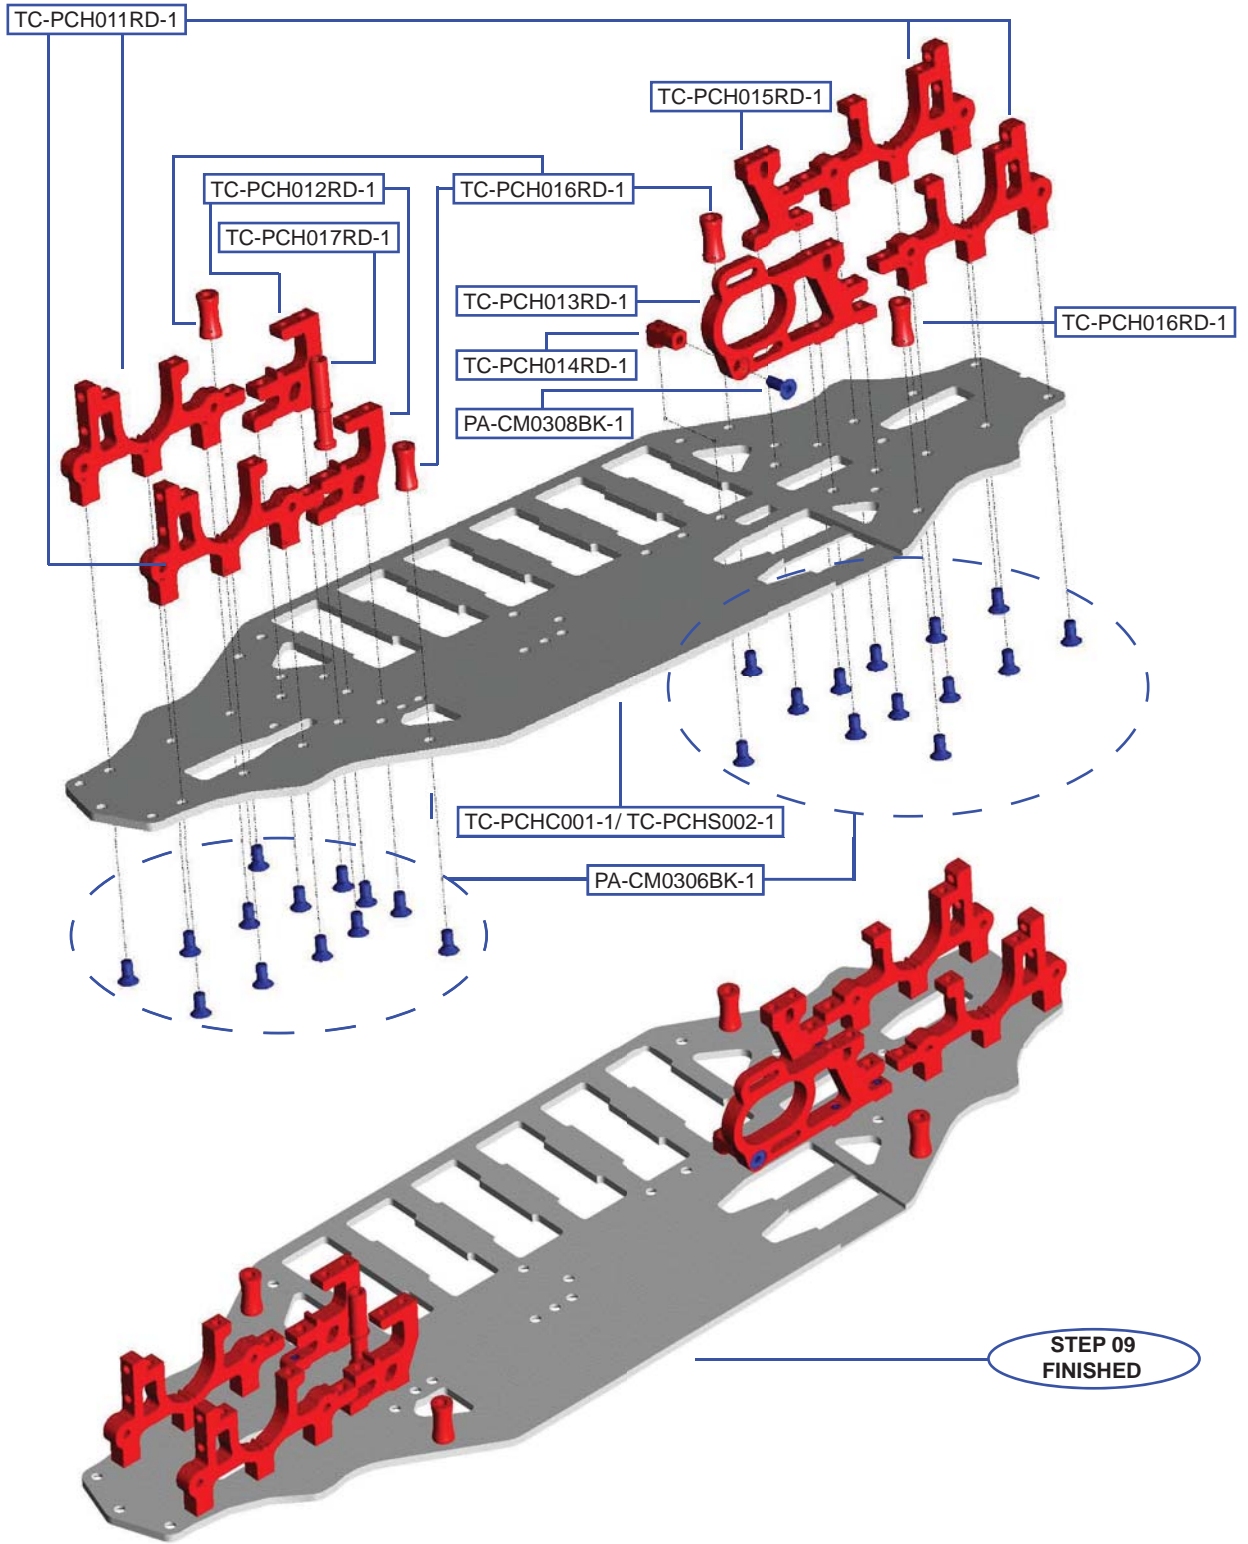 TC-PCH011RD-1
TC-PCH015RD-1
TC-PCH012RD-1
TC-PCH016RD-1
TC-PCH017RD-1
TC-PCH013RD-1
TC-PCH016RD-1
TC-PCH014RD-1
PA-CM0308BK-1
TC-PCHC001-1/ TC-PCHS002-1
PA-CM0306BK-1
STEP 09
FINISHED